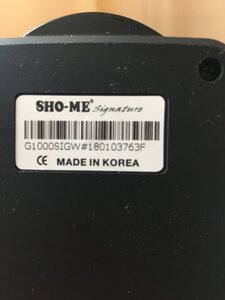 SHO-ME® Signature
G1000SIGW#180103763F
CE MADE IN KOREA